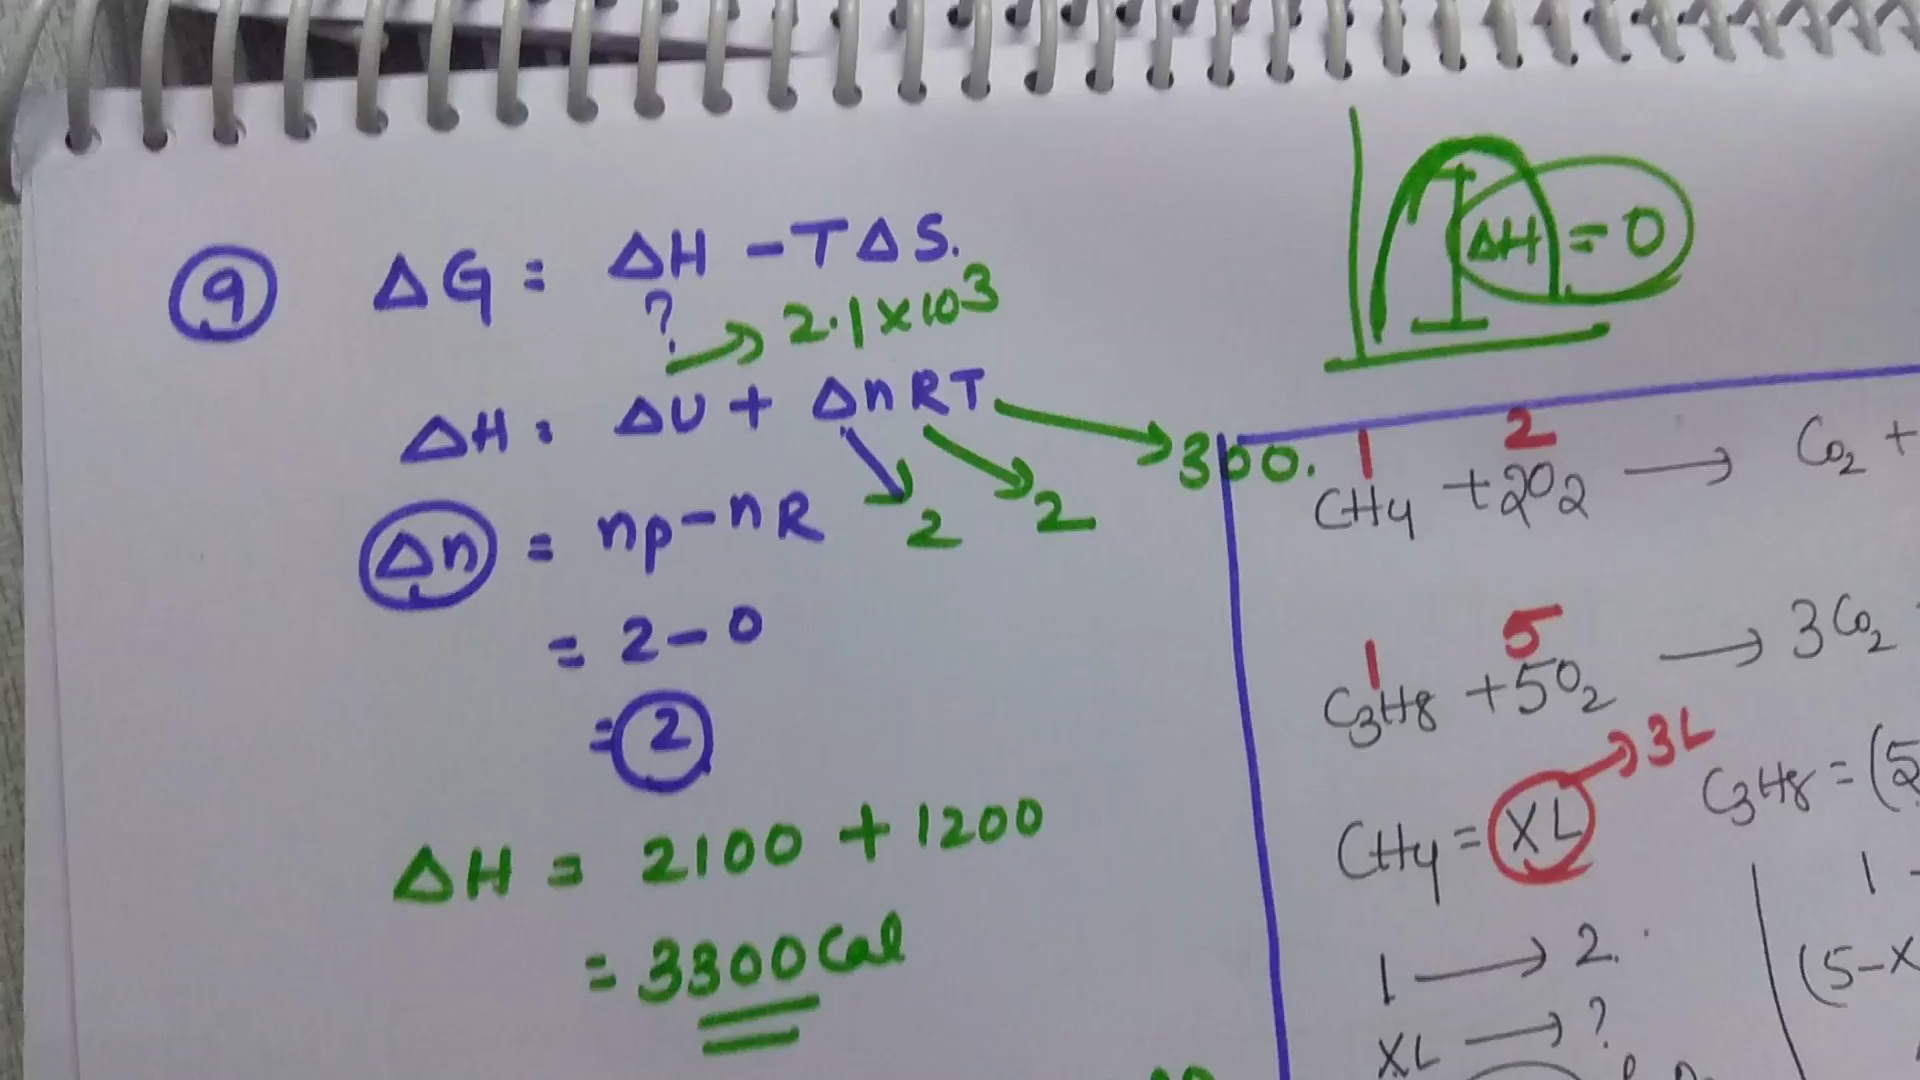 9 ΔG = ΔH - TΔS.
? → 2.1×10³
ΔH = ΔU + ΔnRT → 300.
Δn = np - nR 2 2
= 2 - 0
= 2
ΔH = 2100 + 1200
= 3300 Cal
ΔH = 0
1 2
CH4 + 2O2 → CO2 +
1 5
C3H8 + 5O2 → 3CO2
→ 3L
CH4 = XL C3H8 = (5
1 → 2. 1 -
XL → ? (5-X